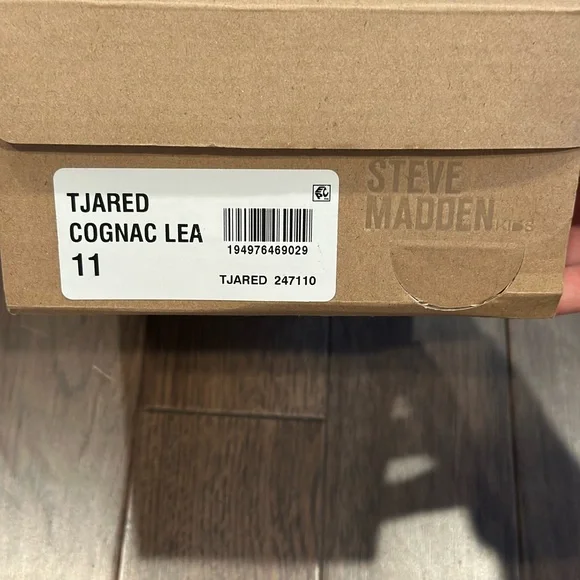 TJARED
COGNAC LEA
11
194976469029
TJARED 247110
STEVE
MADDEN KIDS